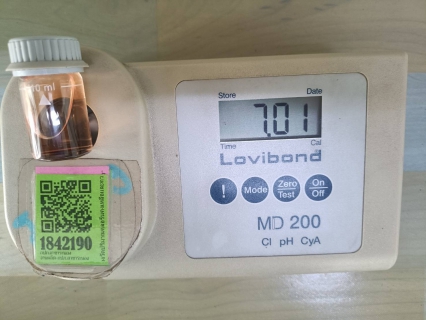 10 ml
Store Date
7.01
Time Cal
Lovibond
! Mode Zero Test On Off
MD 200
Cl pH CyA
1842190